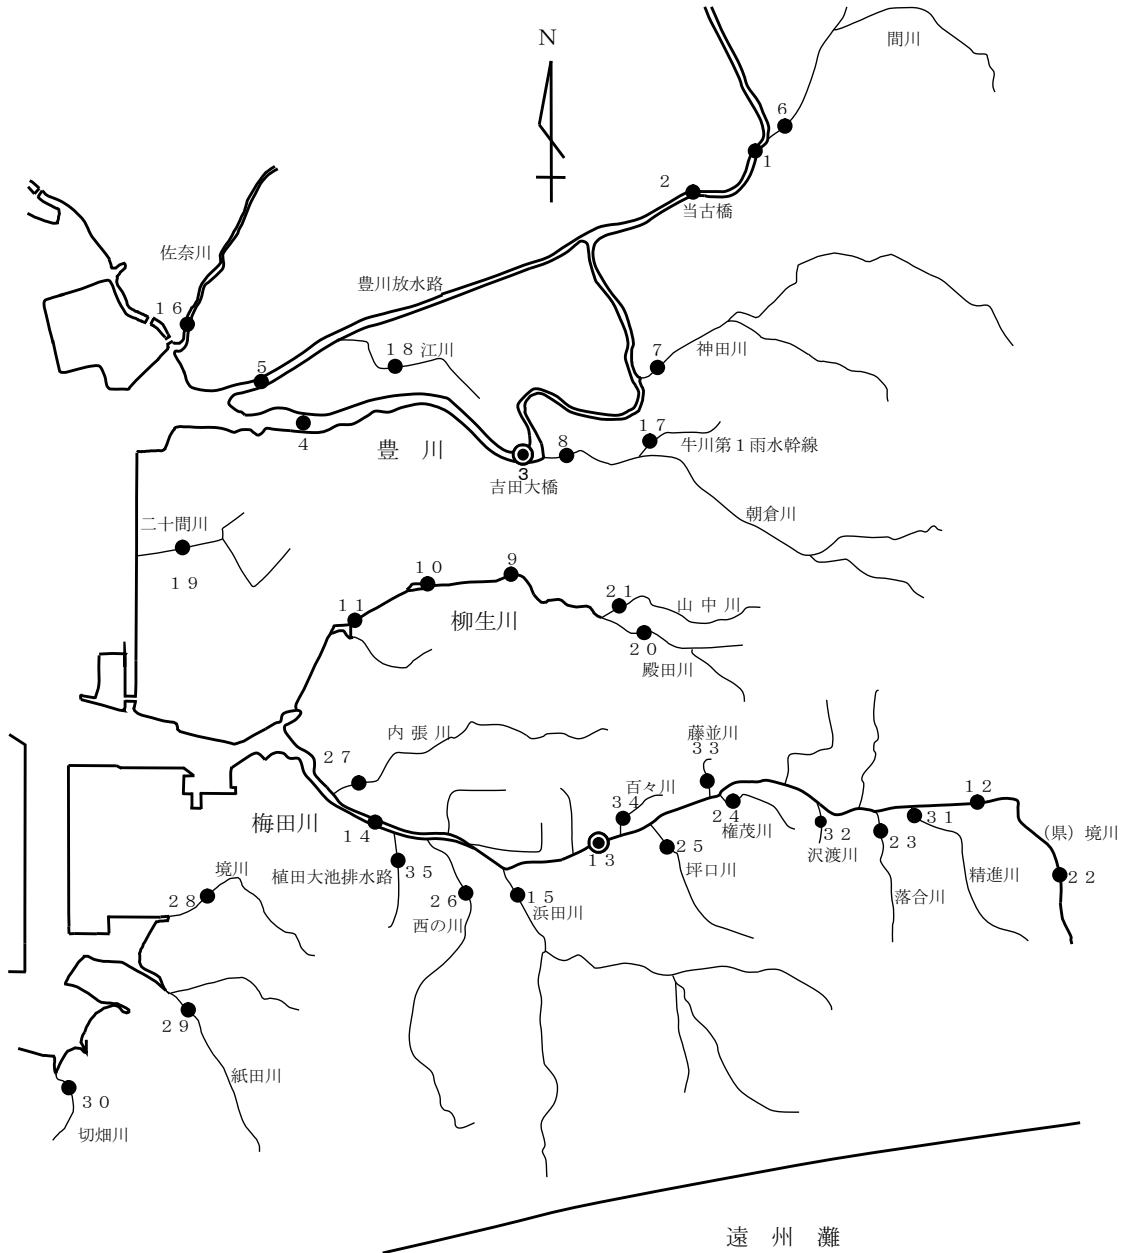 N
間川
６
１
２
当古橋
佐奈川
豊川放水路
１６
５
１８
江川
７
神田川
４
豊　川
３
吉田大橋
８
１７
牛川第１雨水幹線
朝倉川
二十間川
１９
９
１０
１１
柳生川
２１
山 中 川
２０
殿田川
内 張 川
２７
梅田川
１４
藤並川
３３
百々川
３４
１３
２４
権茂川
２５
坪口川
３２
沢渡川
１２
３１
２３
（県）境川
２２
精進川
落合川
３５
植田大池排水路
２６
西の川
１５
浜田川
境川
２８
２９
紙田川
３０
切畑川
遠　州　灘